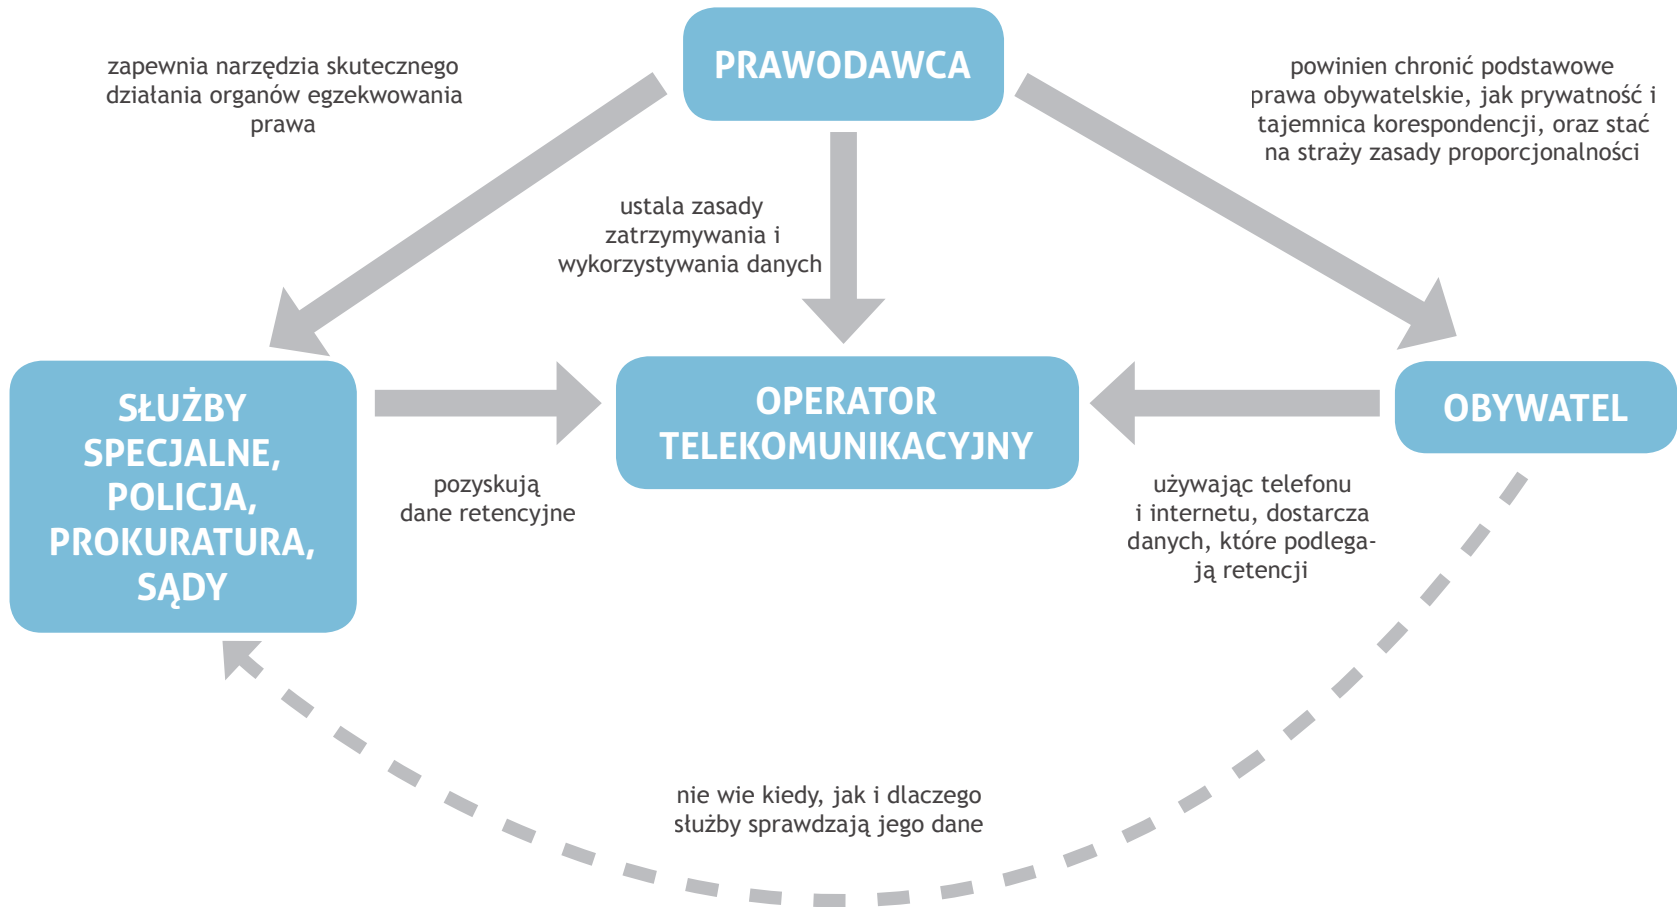 PRAWODAWCA
zapewnia narzędzia skutecznego
działania organów egzekwowania
prawa
powinien chronić podstawowe
prawa obywatelskie, jak prywatność i
tajemnica korespondencji, oraz stać
na straży zasady proporcjonalności
ustala zasady
zatrzymywania i
wykorzystywania danych
SŁUŻBY
SPECJALNE,
POLICJA,
PROKURATURA,
SĄDY
OPERATOR
TELEKOMUNIKACYJNY
OBYWATEL
pozyskują
dane retencyjne
używając telefonu
i internetu, dostarcza
danych, które podlega-
ją retencji
nie wie kiedy, jak i dlaczego
służby sprawdzają jego dane